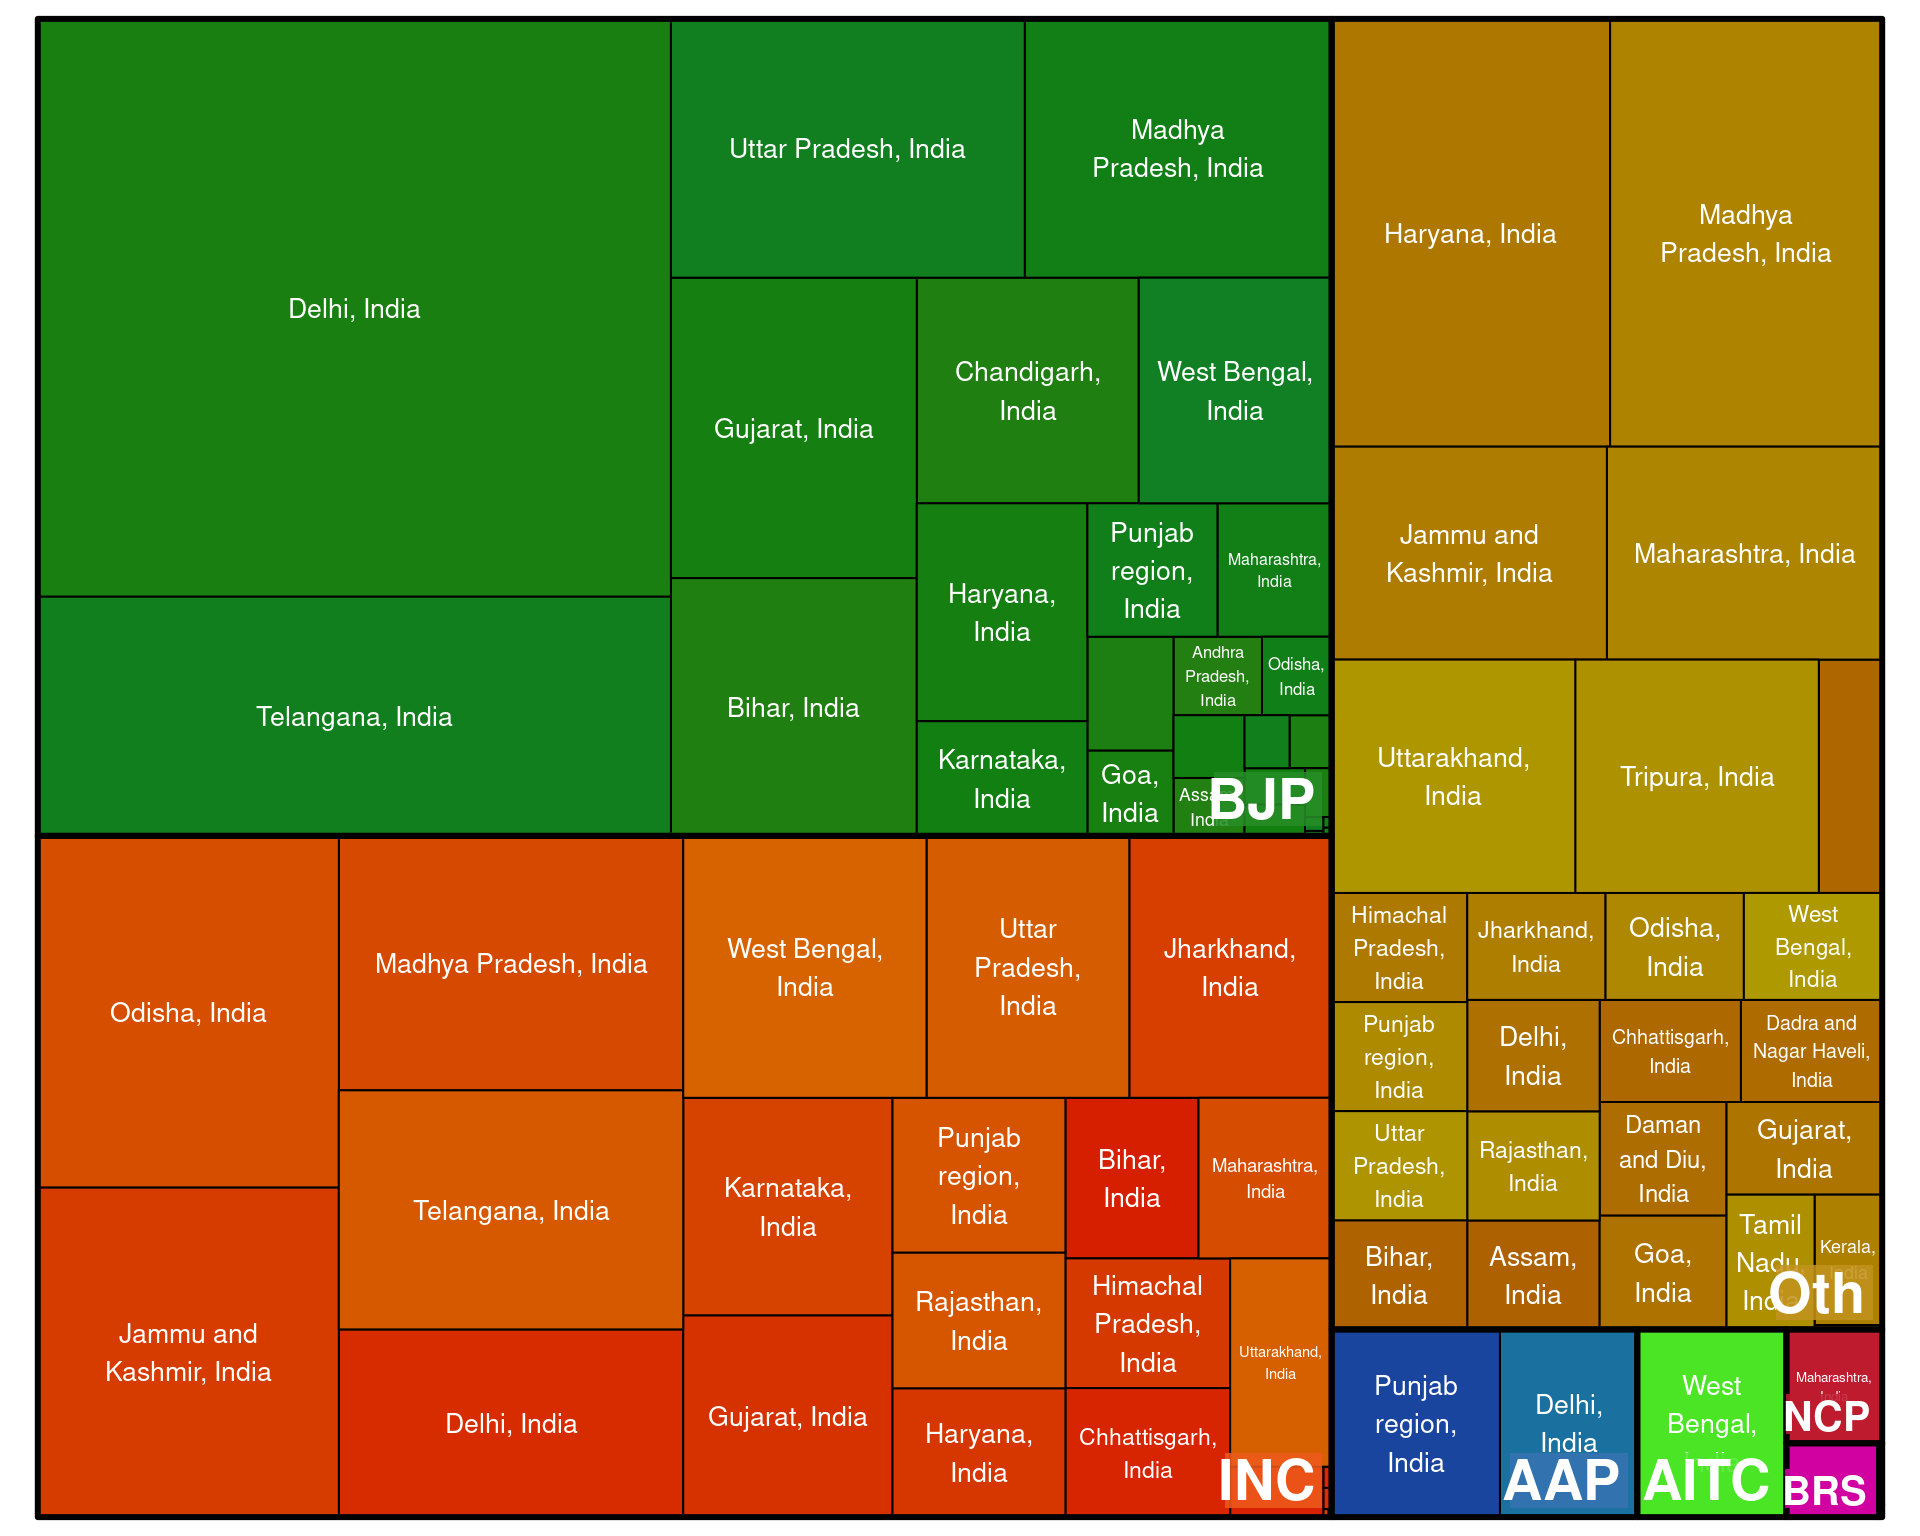 Delhi, India
Telangana, India
Uttar Pradesh, India
Madhya
Pradesh, India
Gujarat, India
Chandigarh,
India
West Bengal,
India
Bihar, India
Haryana,
India
Punjab
region,
India
Maharashtra,
India
Andhra
Pradesh,
India
Odisha,
India
Karnataka,
India
Goa,
India
BJP
Odisha, India
Jammu and
Kashmir, India
Madhya Pradesh, India
Telangana, India
Delhi, India
West Bengal,
India
Uttar
Pradesh,
India
Jharkhand,
India
Karnataka,
India
Gujarat, India
Punjab
region,
India
Rajasthan,
India
Haryana,
India
Bihar,
India
Maharashtra,
India
Himachal
Pradesh,
India
Chhattisgarh,
India
Uttarakhand,
India
INC
Haryana, India
Madhya
Pradesh, India
Jammu and
Kashmir, India
Maharashtra, India
Uttarakhand,
India
Tripura, India
Himachal
Pradesh,
India
Jharkhand,
India
Odisha,
India
West
Bengal,
India
Punjab
region,
India
Delhi,
India
Chhattisgarh,
India
Dadra and
Nagar Haveli,
India
Uttar
Pradesh,
India
Rajasthan,
India
Daman
and Diu,
India
Gujarat,
India
Bihar,
India
Assam,
India
Goa,
India
Tamil
Nadu,
Kerala,
India
Oth
Punjab
region,
India
Delhi,
India
AAP
West
Bengal,
AITC
Maharashtra,
NCP
BRS